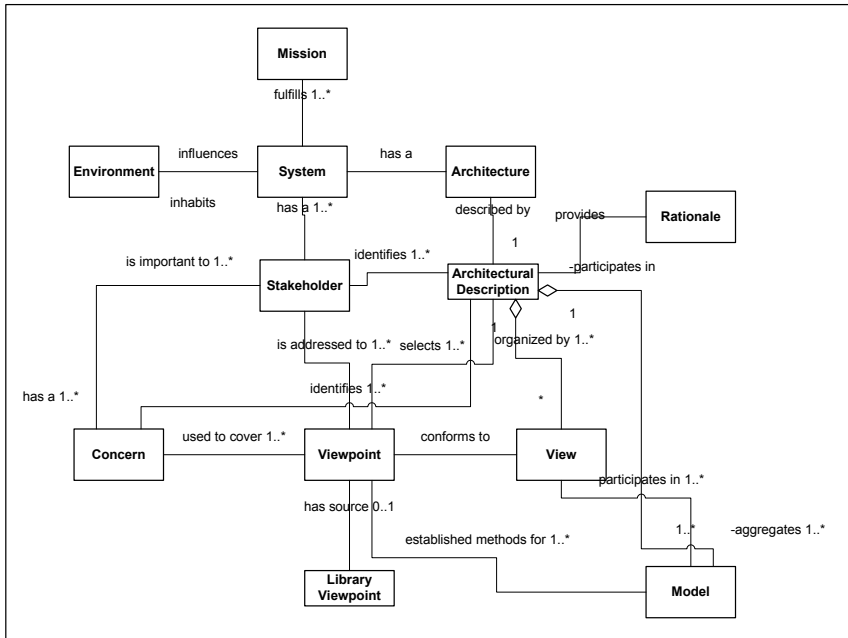 Mission
fulfills 1..*
influences
has a
Environment
System
Architecture
inhabits
has a 1..*
described by
provides
Rationale
1
is important to 1..*
identifies 1..*
-participates in
Stakeholder
Architectural
Description
1
1
is addressed to 1..*
selects 1..*
organized by 1..*
identifies 1..*
has a 1..*
*
used to cover 1..*
conforms to
Concern
Viewpoint
View
participates in 1..*
has source 0..1
1..*
-aggregates 1..*
established methods for 1..*
Library
Viewpoint
Model